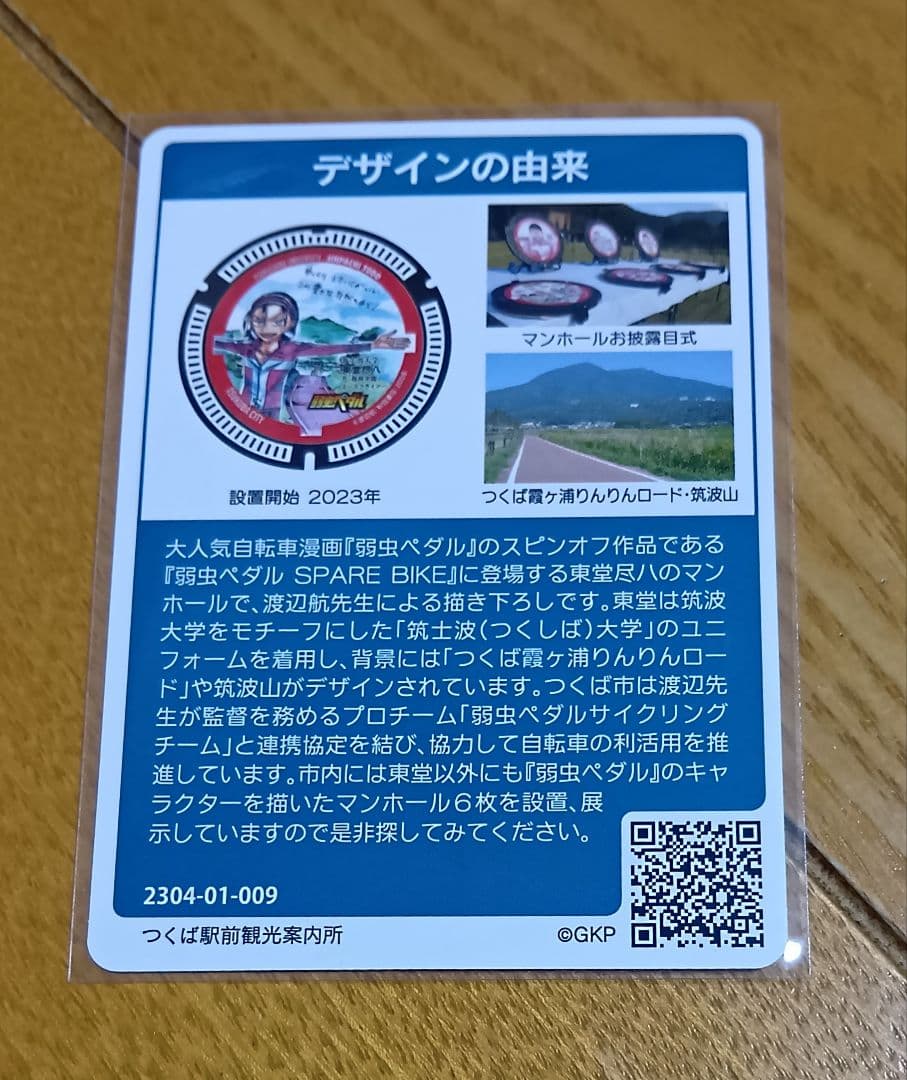 デザインの由来
SHINPACHI TODO
弱虫ペダル
TSUKUBA CITY
設置開始 2023年
マンホールお披露目式
つくば霞ヶ浦りんりんロード・筑波山
大人気自転車漫画『弱虫ペダル』のスピンオフ作品である
『弱虫ペダル SPARE BIKE』に登場する東堂尽八のマン
ホールで、渡辺航先生による描き下ろしです。東堂は筑波
大学をモチーフにした「筑士波(つくしば)大学」のユニ
フォームを着用し、背景には「つくば霞ヶ浦りんりんロー
ド」や筑波山がデザインされています。つくば市は渡辺先
生が監督を務めるプロチーム「弱虫ペダルサイクリング
チーム」と連携協定を結び、協力して自転車の利活用を推
進しています。市内には東堂以外にも『弱虫ペダル』のキャ
ラクターを描いたマンホール6枚を設置、展
示していますので是非探してみてください。
2304-01-009
つくば駅前観光案内所
©GKP